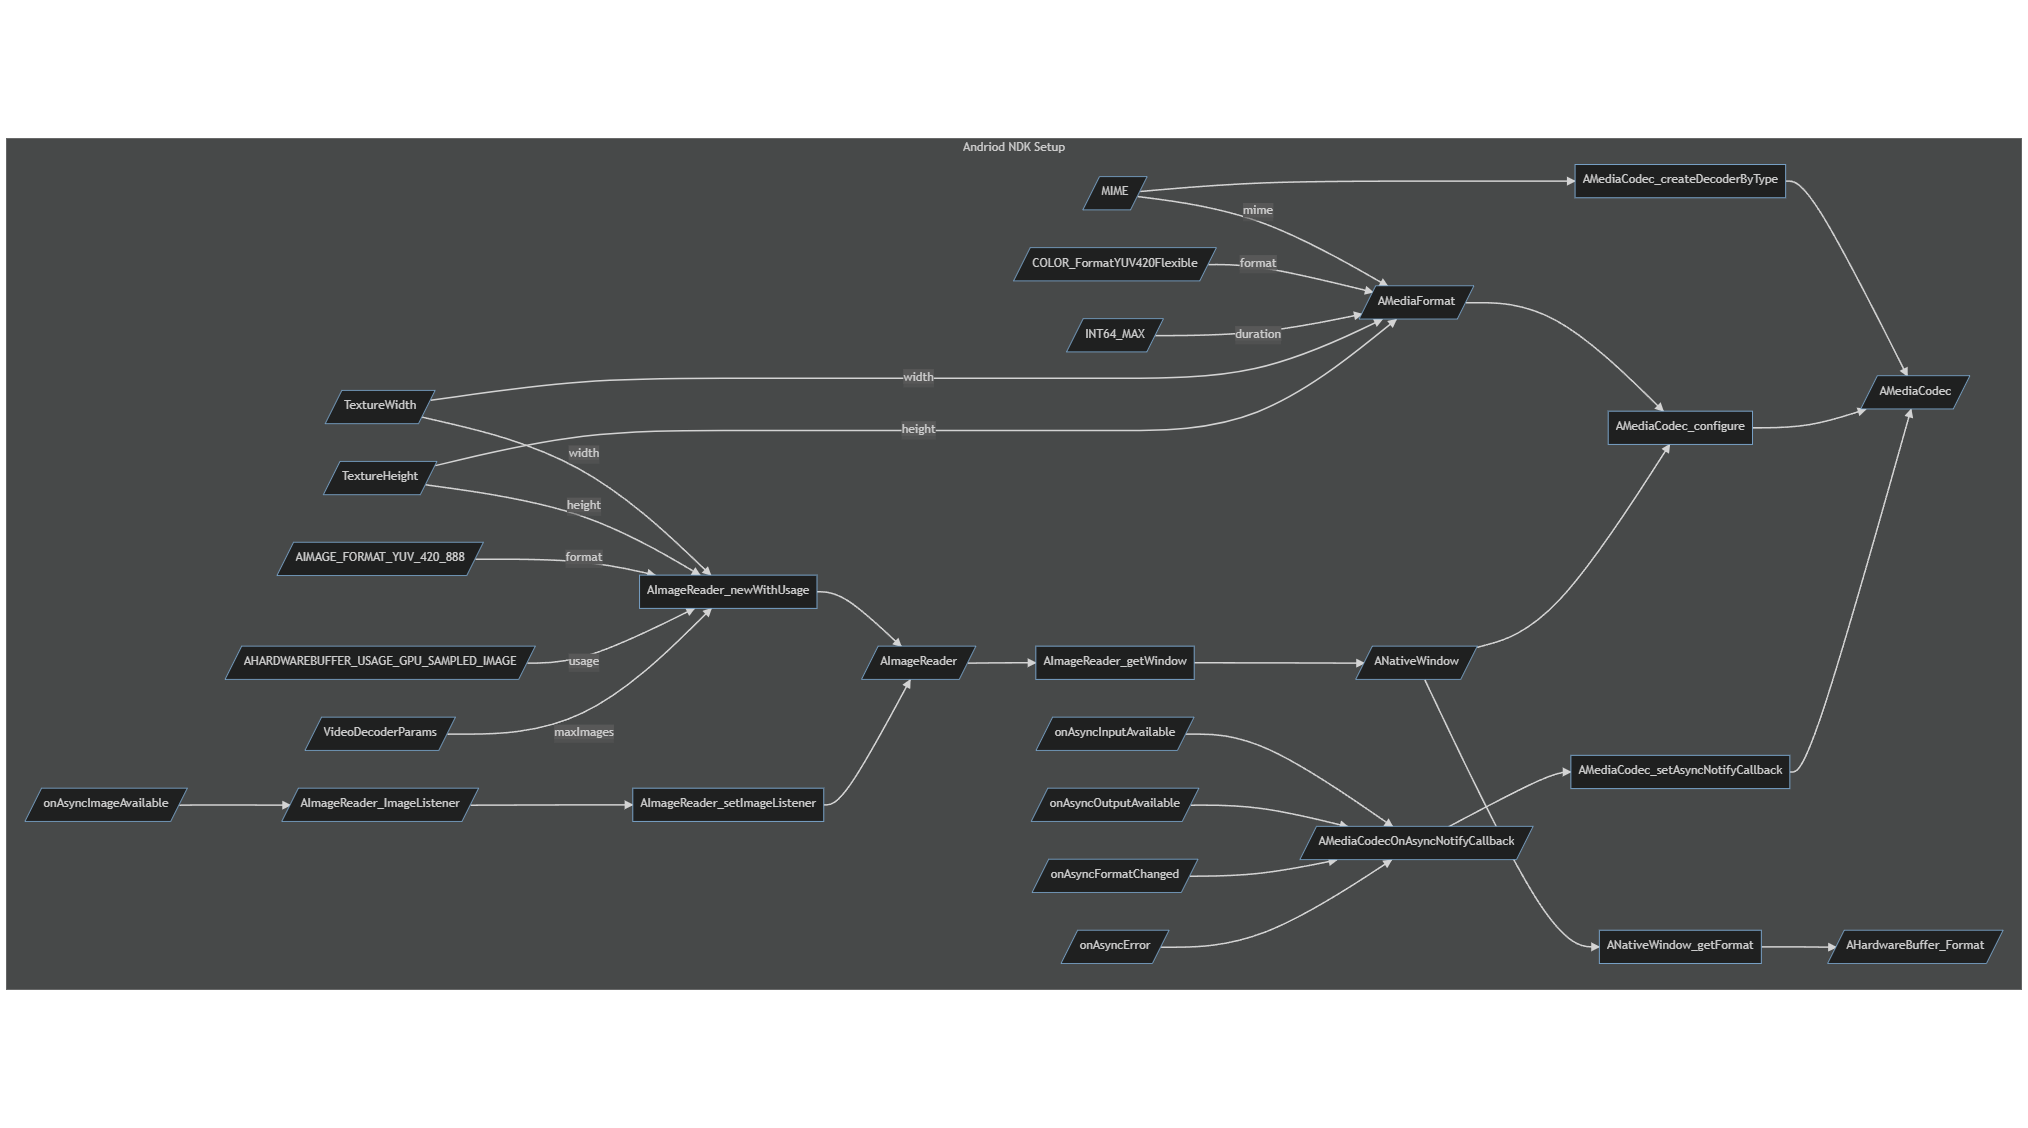 Andriod NDK Setup
MIME
AMediaCodec_createDecoderByType
mime
COLOR_FormatYUV420Flexible
format
AMediaFormat
INT64_MAX
duration
width
TextureWidth
AMediaCodec
height
AMediaCodec_configure
width
TextureHeight
height
AIMAGE_FORMAT_YUV_420_888
format
AImageReader_newWithUsage
AHARDWAREBUFFER_USAGE_GPU_SAMPLED_IMAGE
usage
AImageReader
AImageReader_getWindow
ANativeWindow
VideoDecoderParams
maxImages
onAsyncInputAvailable
AMediaCodec_setAsyncNotifyCallback
onAsyncImageAvailable
AImageReader_ImageListener
AImageReader_setImageListener
onAsyncOutputAvailable
AMediaCodecOnAsyncNotifyCallback
onAsyncFormatChanged
onAsyncError
ANativeWindow_getFormat
AHardwareBuffer_Format